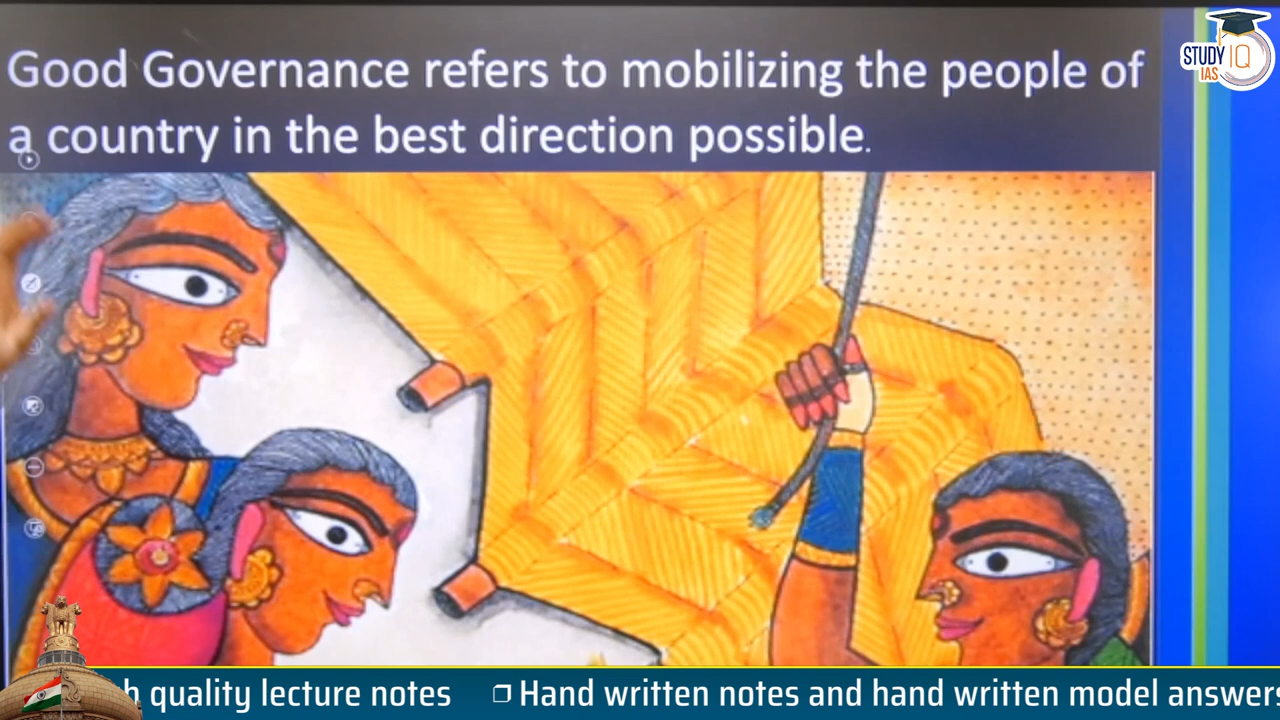 Good Governance refers to mobilizing the people of
a country in the best direction possible.
STUDY IQ
IAS
quality lecture notes
❐ Hand written notes and hand written model answers